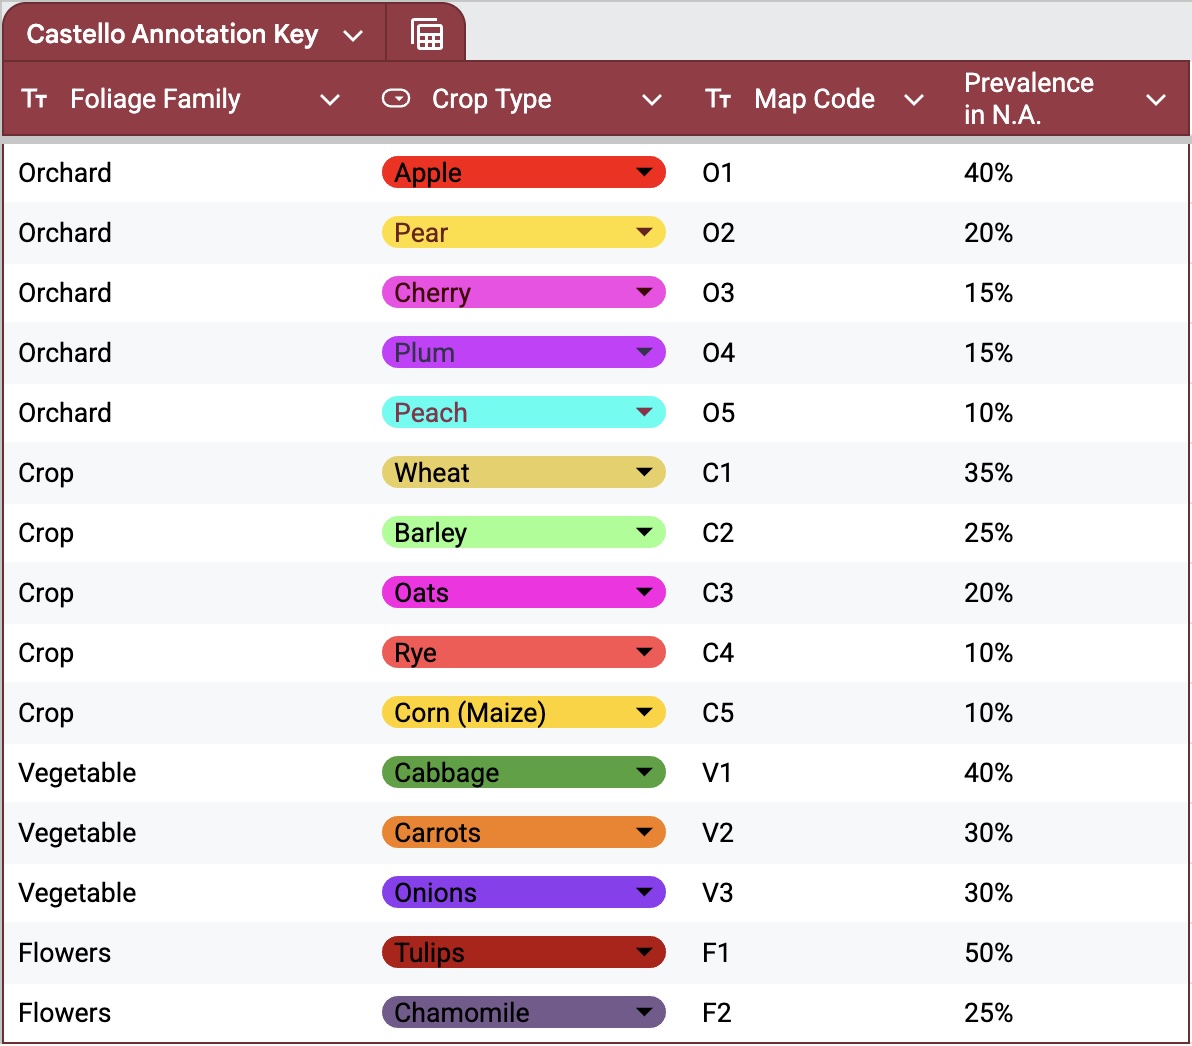 Castello Annotation Key
Tт Foliage Family Crop Type Tт Map Code Prevalence in N.A.
Orchard Apple O1 40%
Orchard Pear O2 20%
Orchard Cherry O3 15%
Orchard Plum O4 15%
Orchard Peach O5 10%
Crop Wheat C1 35%
Crop Barley C2 25%
Crop Oats C3 20%
Crop Rye C4 10%
Crop Corn (Maize) C5 10%
Vegetable Cabbage V1 40%
Vegetable Carrots V2 30%
Vegetable Onions V3 30%
Flowers Tulips F1 50%
Flowers Chamomile F2 25%